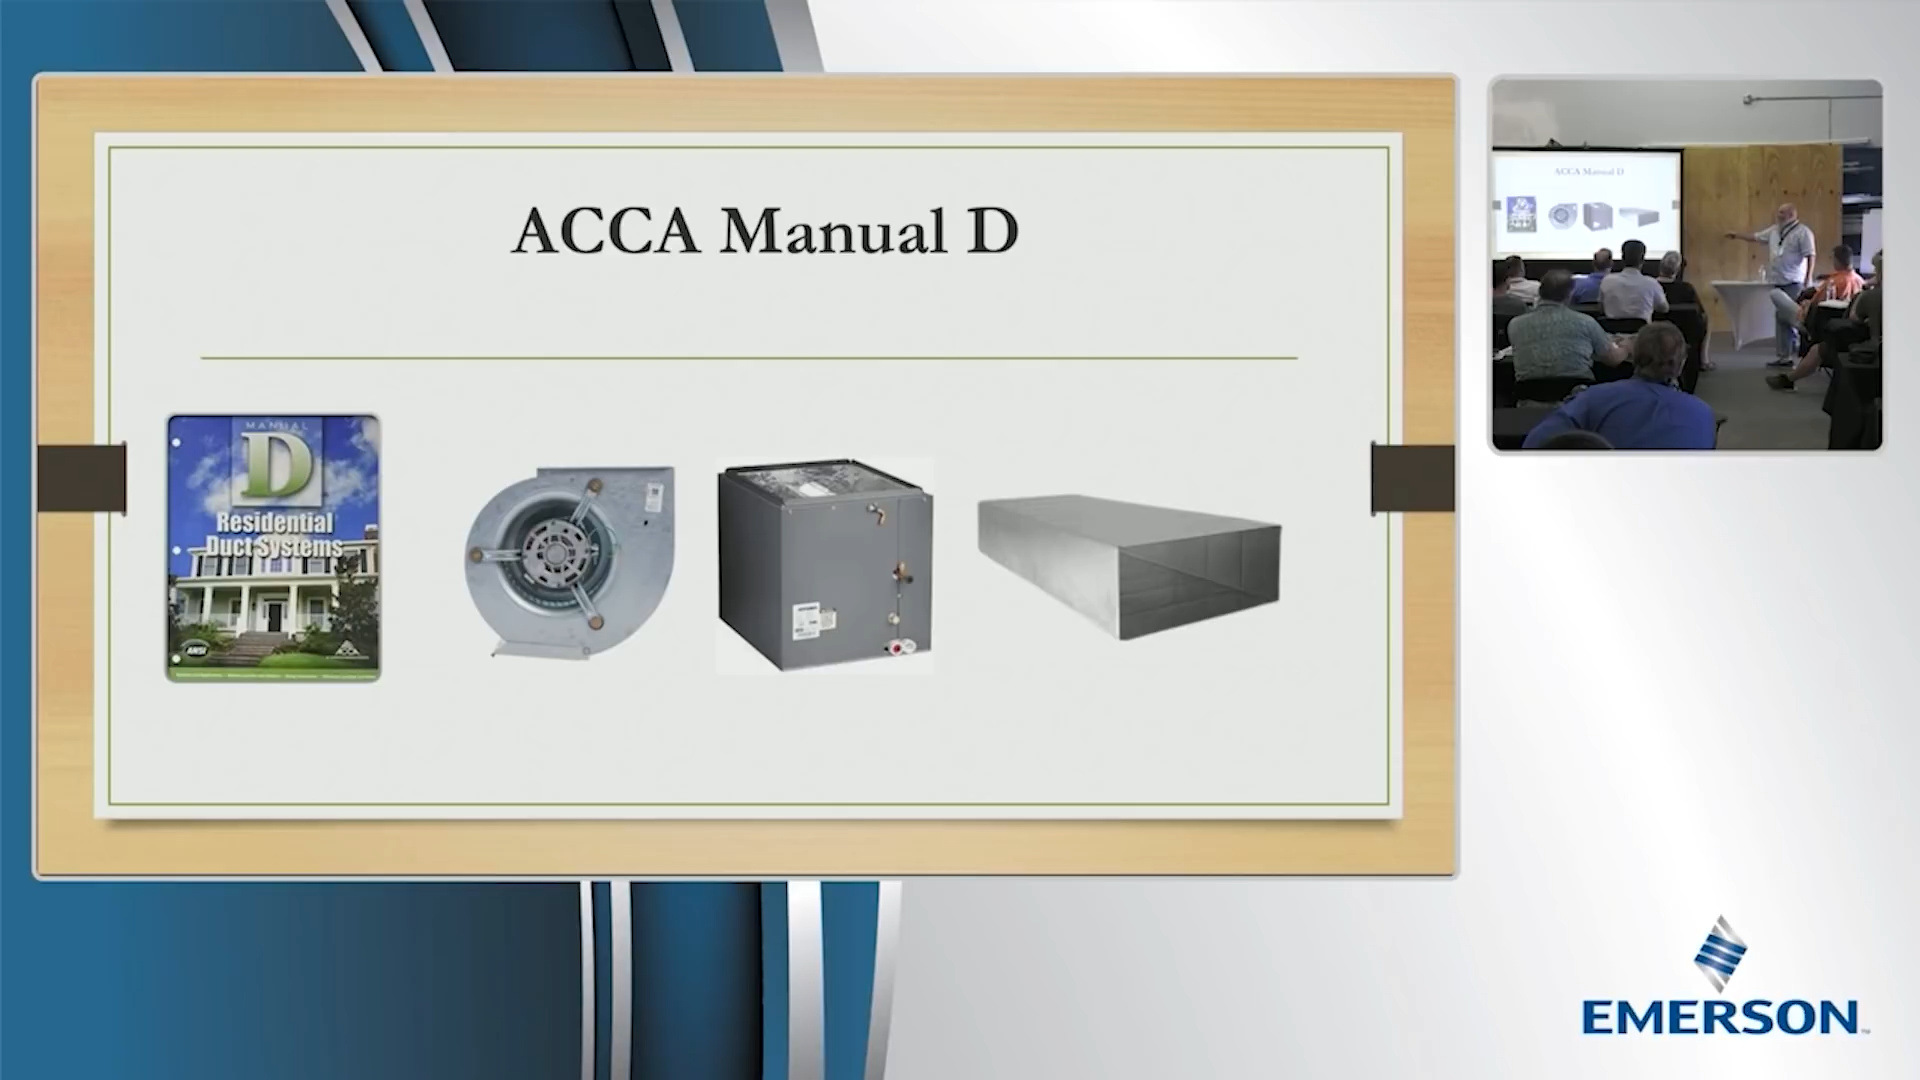 ACCA Manual D
MANUAL
D
Residential
Duct Systems
ANSI
ACCA Manual D
EMERSON